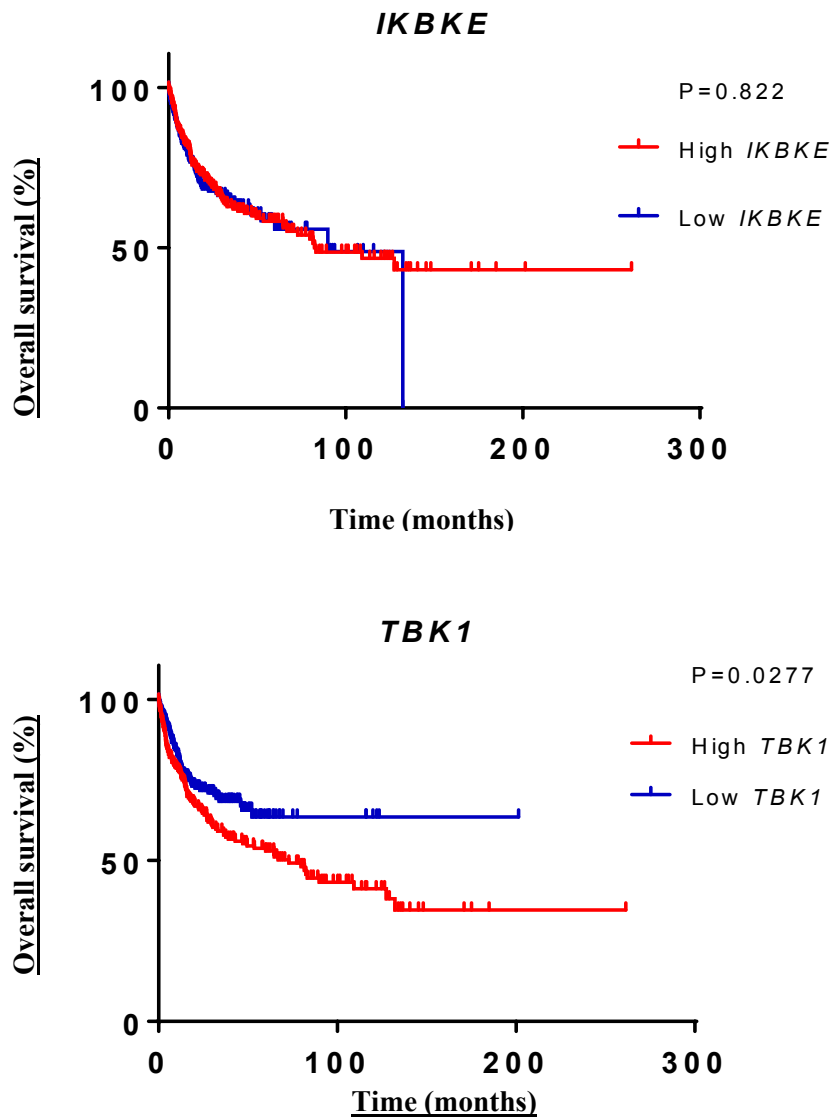 IKBKE
P=0.822
High IKBKE
Low IKBKE
Overall survival (%)
100
50
0
0 100 200 300
Time (months)
TBK1
P=0.0277
High TBK1
Low TBK1
Overall survival (%)
100
50
0
0 100 200 300
Time (months)